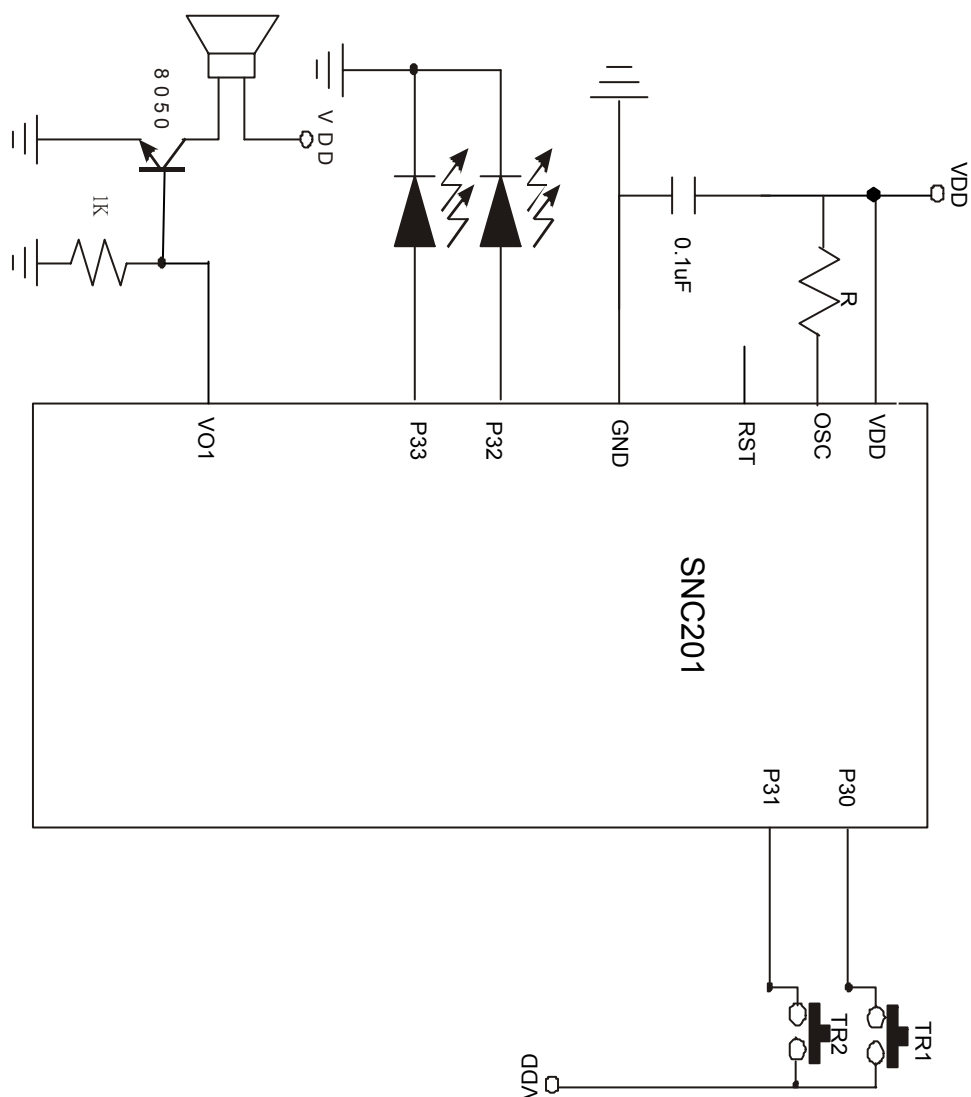 VDD
R
0.1uF
V DD
8050
1K
VDD
OSC
RST
GND
P32
P33
VO1
SNC201
P30
P31
TR1
TR2
VDD